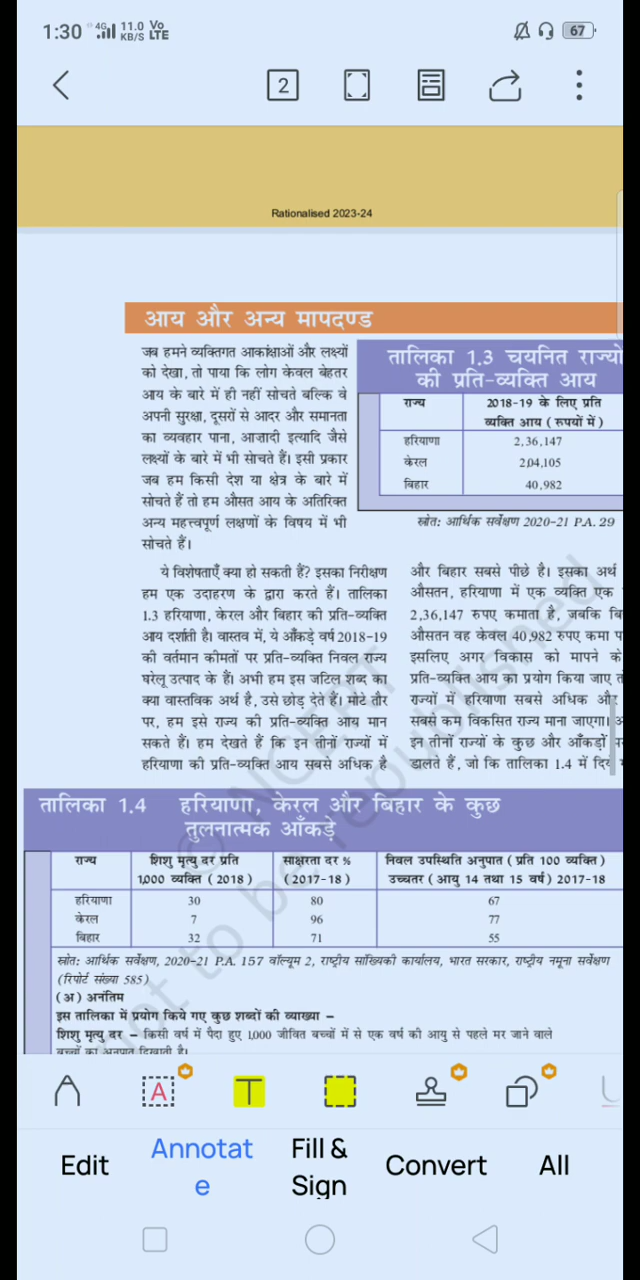 1:30 4G 11.0 KB/S Vo LTE 67
2
Rationalised 2023-24
आय और अन्य मापदण्ड
जब हमने व्यक्तिगत आकांक्षाओं और लक्ष्यों
को देखा, तो पाया कि लोग केवल बेहतर
आय के बारे में ही नहीं सोचते बल्कि वे
अपनी सुरक्षा, दूसरों से आदर और समानता
का व्यवहार पाना, आज़ादी इत्यादि जैसे
लक्ष्यों के बारे में भी सोचते हैं। इसी प्रकार
जब हम किसी देश या क्षेत्र के बारे में
सोचते हैं तो हम औसत आय के अतिरिक्त
अन्य महत्त्वपूर्ण लक्षणों के विषय में भी
सोचते हैं।
ये विशेषताएँ क्या हो सकती हैं? इसका निरीक्षण
हम एक उदाहरण के द्वारा करते हैं। तालिका
1.3 हरियाणा, केरल और बिहार की प्रति-व्यक्ति
आय दर्शाती है। वास्तव में, ये आँकड़े वर्ष 2018-19
की वर्तमान कीमतों पर प्रति-व्यक्ति निवल राज्य
घरेलू उत्पाद के हैं। अभी हम इस जटिल शब्द का
क्या वास्तविक अर्थ है, उसे छोड़ देते हैं। मोटे तौर
पर, हम इसे राज्य की प्रति-व्यक्ति आय मान
सकते हैं। हम देखते हैं कि इन तीनों राज्यों में
हरियाणा की प्रति-व्यक्ति आय सबसे अधिक है
तालिका 1.3 चयनित राज्यों
की प्रति-व्यक्ति आय
राज्य 2018-19 के लिए प्रति
व्यक्ति आय (रुपयों में)
हरियाणा 2,36,147
केरल 2,04,105
बिहार 40,982
स्रोत: आर्थिक सर्वेक्षण 2020-21 P.A. 29
और बिहार सबसे पीछे है। इसका अर्थ
औसतन, हरियाणा में एक व्यक्ति एक
2,36,147 रुपए कमाता है, जबकि बि
औसतन वह केवल 40,982 रुपए कमा प
इसलिए अगर विकास को मापने के
प्रति-व्यक्ति आय का प्रयोग किया जाए त
राज्यों में हरियाणा सबसे अधिक और
सबसे कम विकसित राज्य माना जाएगा।
इन तीनों राज्यों के कुछ और आँकड़ों
डालते हैं, जो कि तालिका 1.4 में दिय
तालिका 1.4 हरियाणा, केरल और बिहार के कुछ
तुलनात्मक आँकड़े
राज्य शिशु मृत्यु दर प्रति साक्षरता दर % निवल उपस्थिति अनुपात (प्रति 100 व्यक्ति)
1,000 व्यक्ति (2018) (2017-18) उच्चतर (आयु 14 तथा 15 वर्ष) 2017-18
हरियाणा 30 80 67
केरल 7 96 77
बिहार 32 71 55
स्रोत: आर्थिक सर्वेक्षण, 2020-21 P.A. 157 वॉल्यूम 2, राष्ट्रीय सांख्यिकी कार्यालय, भारत सरकार, राष्ट्रीय नमूना सर्वेक्षण
(रिपोर्ट संख्या 585)
(अ) अनंतिम
इस तालिका में प्रयोग किये गए कुछ शब्दों की व्याख्या –
शिशु मृत्यु दर – किसी वर्ष में पैदा हुए 1,000 जीवित बच्चों में से एक वर्ष की आयु से पहले मर जाने वाले
बच्चों का अनुपात दिखाती है।
© NCERT
not to be republished
A T
Edit Annotat
e Fill &
Sign Convert All